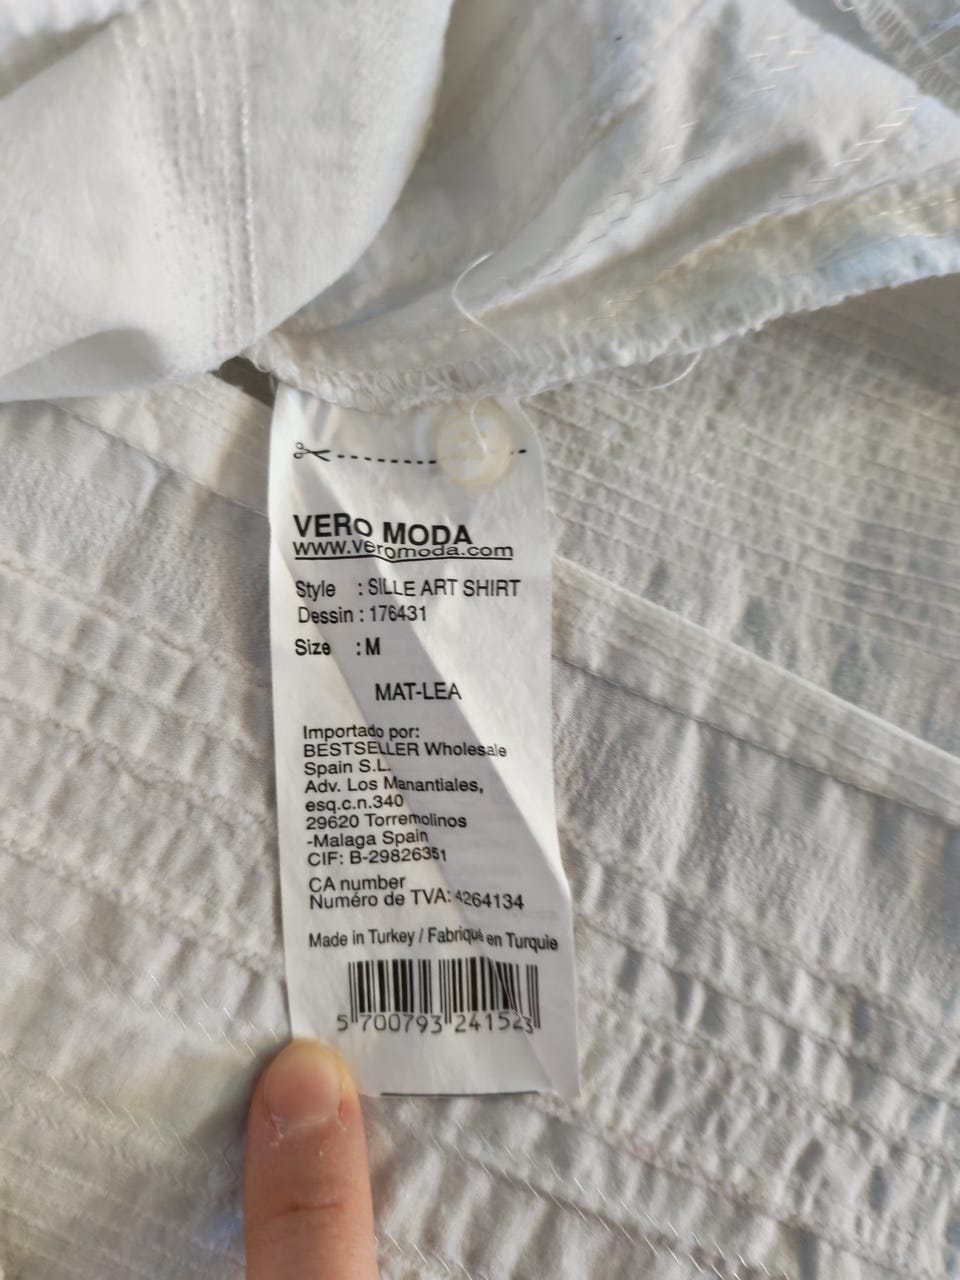 VERO MODA
www.veromoda.com
Style : SILLE ART SHIRT
Dessin : 176431
Size : M
MAT-LEA
Importado por:
BESTSELLER Wholesale
Spain S.L.
Adv. Los Manantiales,
esq.c.n.340
29620 Torremolinos
-Malaga Spain
CIF: B-29826351
CA number
Numéro de TVA: 4264134
Made in Turkey / Fabriqué en Turquie
5 700793 241523